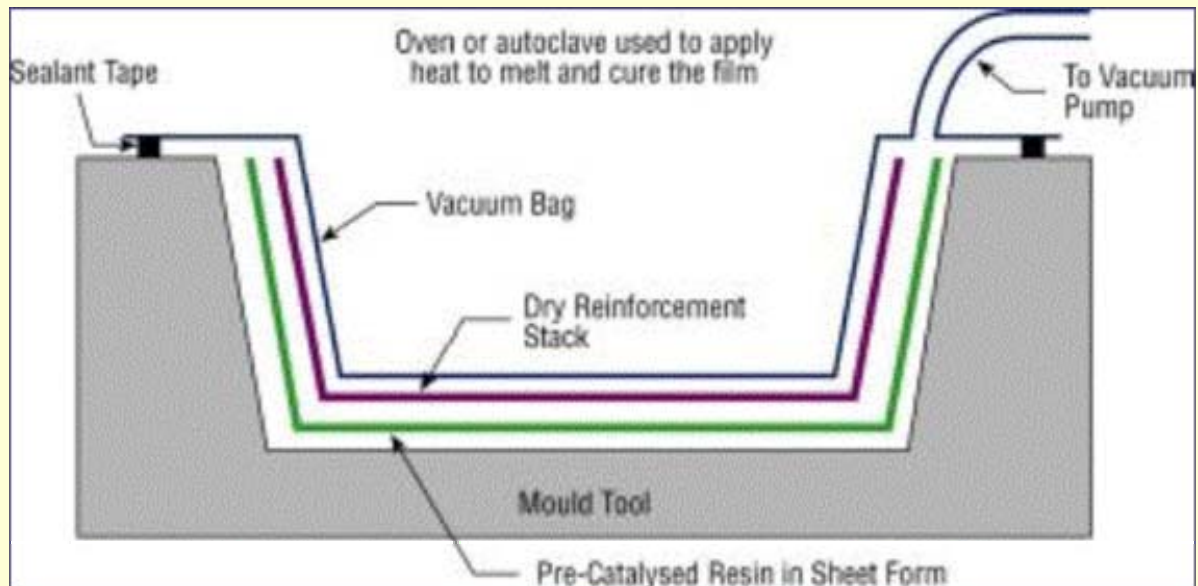 Oven or autoclave used to apply
heat to melt and cure the film
Sealant Tape
To Vacuum
Pump
Vacuum Bag
Dry Reinforcement
Stack
Mould Tool
Pre-Catalysed Resin in Sheet Form